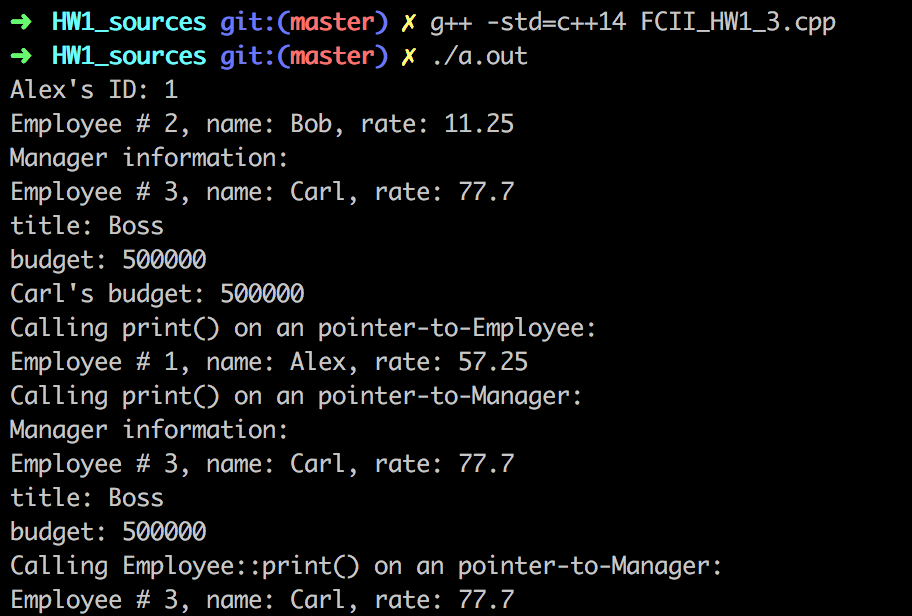 ➜ HW1_sources git:(master) ✗ g++ -std=c++14 FCII_HW1_3.cpp
➜ HW1_sources git:(master) ✗ ./a.out
Alex's ID: 1
Employee # 2, name: Bob, rate: 11.25
Manager information:
Employee # 3, name: Carl, rate: 77.7
title: Boss
budget: 500000
Carl's budget: 500000
Calling print() on an pointer-to-Employee:
Employee # 1, name: Alex, rate: 57.25
Calling print() on an pointer-to-Manager:
Manager information:
Employee # 3, name: Carl, rate: 77.7
title: Boss
budget: 500000
Calling Employee::print() on an pointer-to-Manager:
Employee # 3, name: Carl, rate: 77.7